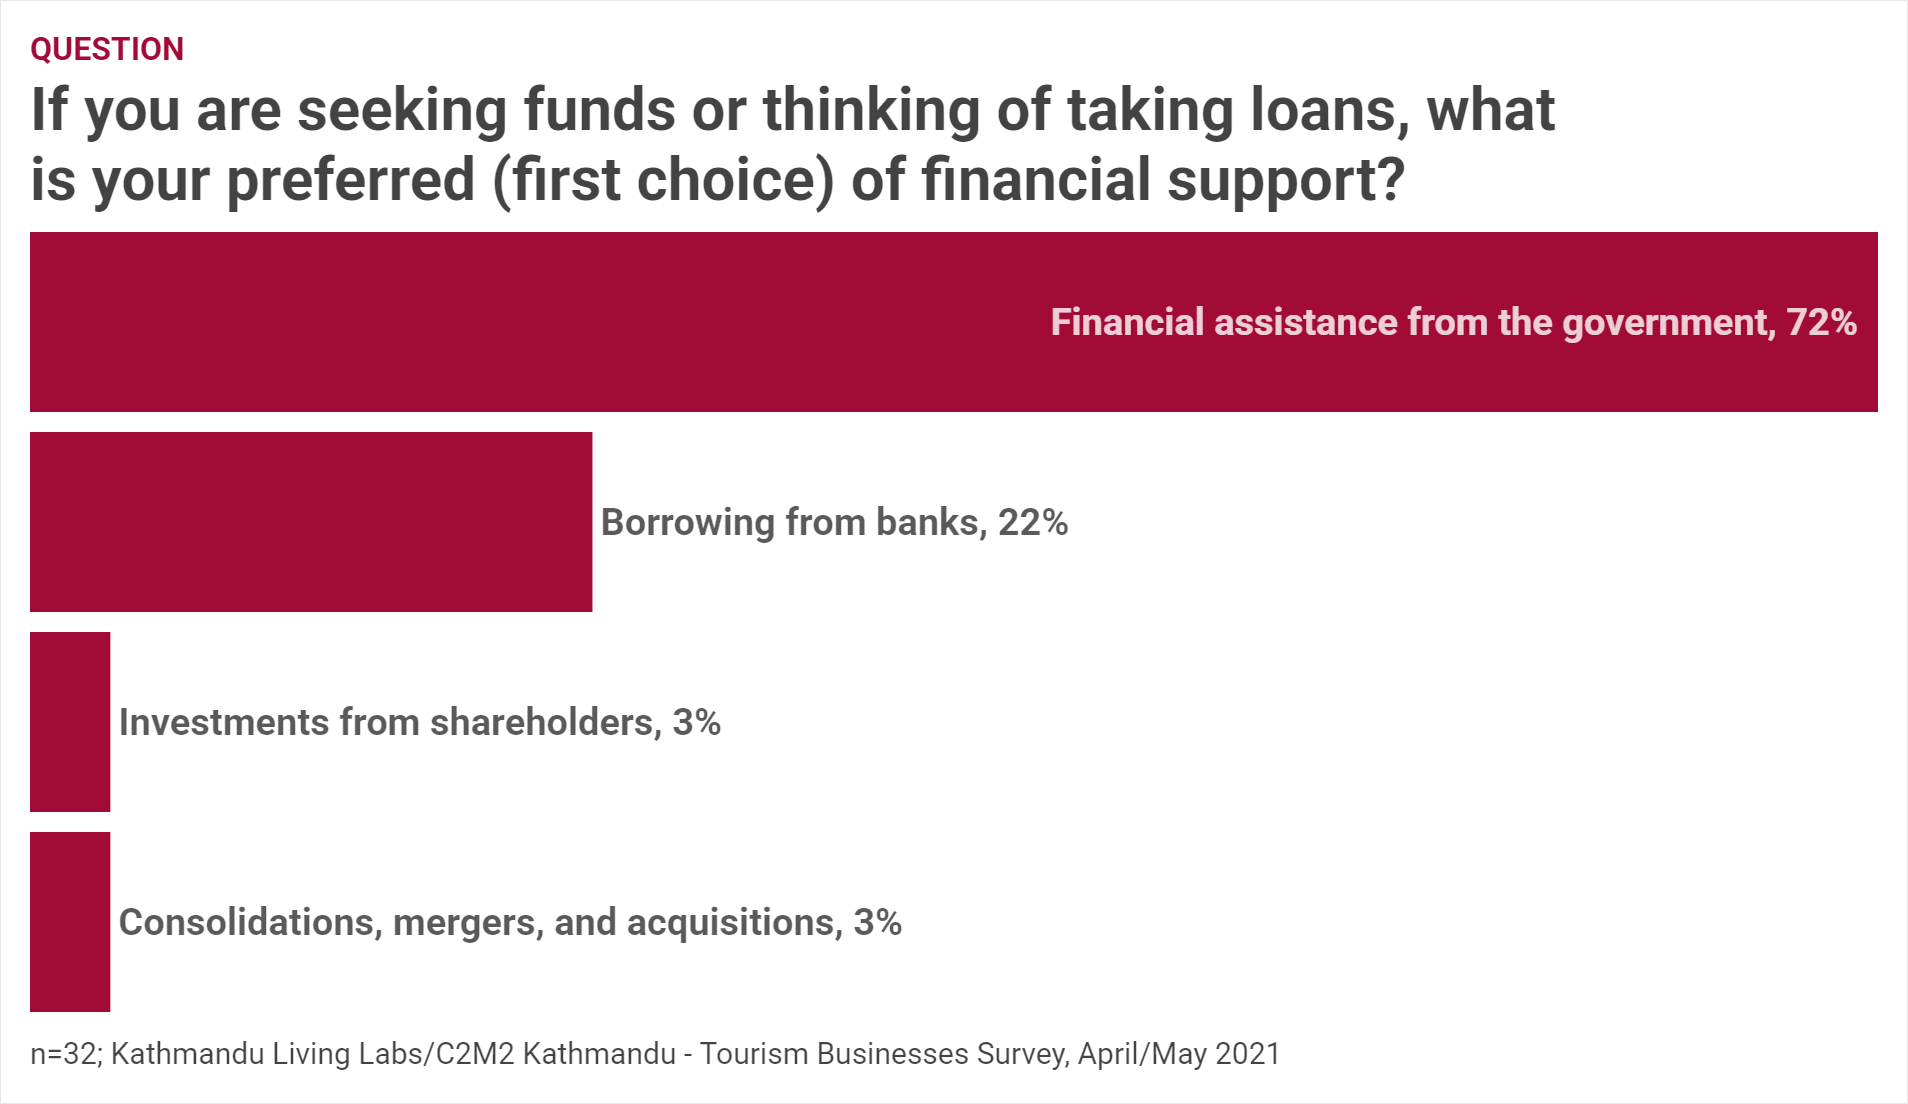 QUESTION
If you are seeking funds or thinking of taking loans, what
is your preferred (first choice) of financial support?
Financial assistance from the government, 72%
Borrowing from banks, 22%
Investments from shareholders, 3%
Consolidations, mergers, and acquisitions, 3%
n=32; Kathmandu Living Labs/C2M2 Kathmandu - Tourism Businesses Survey, April/May 2021